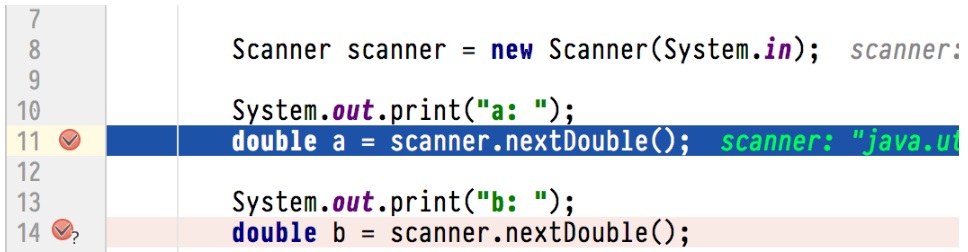 7
8 Scanner scanner = new Scanner(System.in); scanner:
9
10 System.out.print("a: ");
11 double a = scanner.nextDouble(); scanner: "java.ut
12
13 System.out.print("b: ");
14 ? double b = scanner.nextDouble();